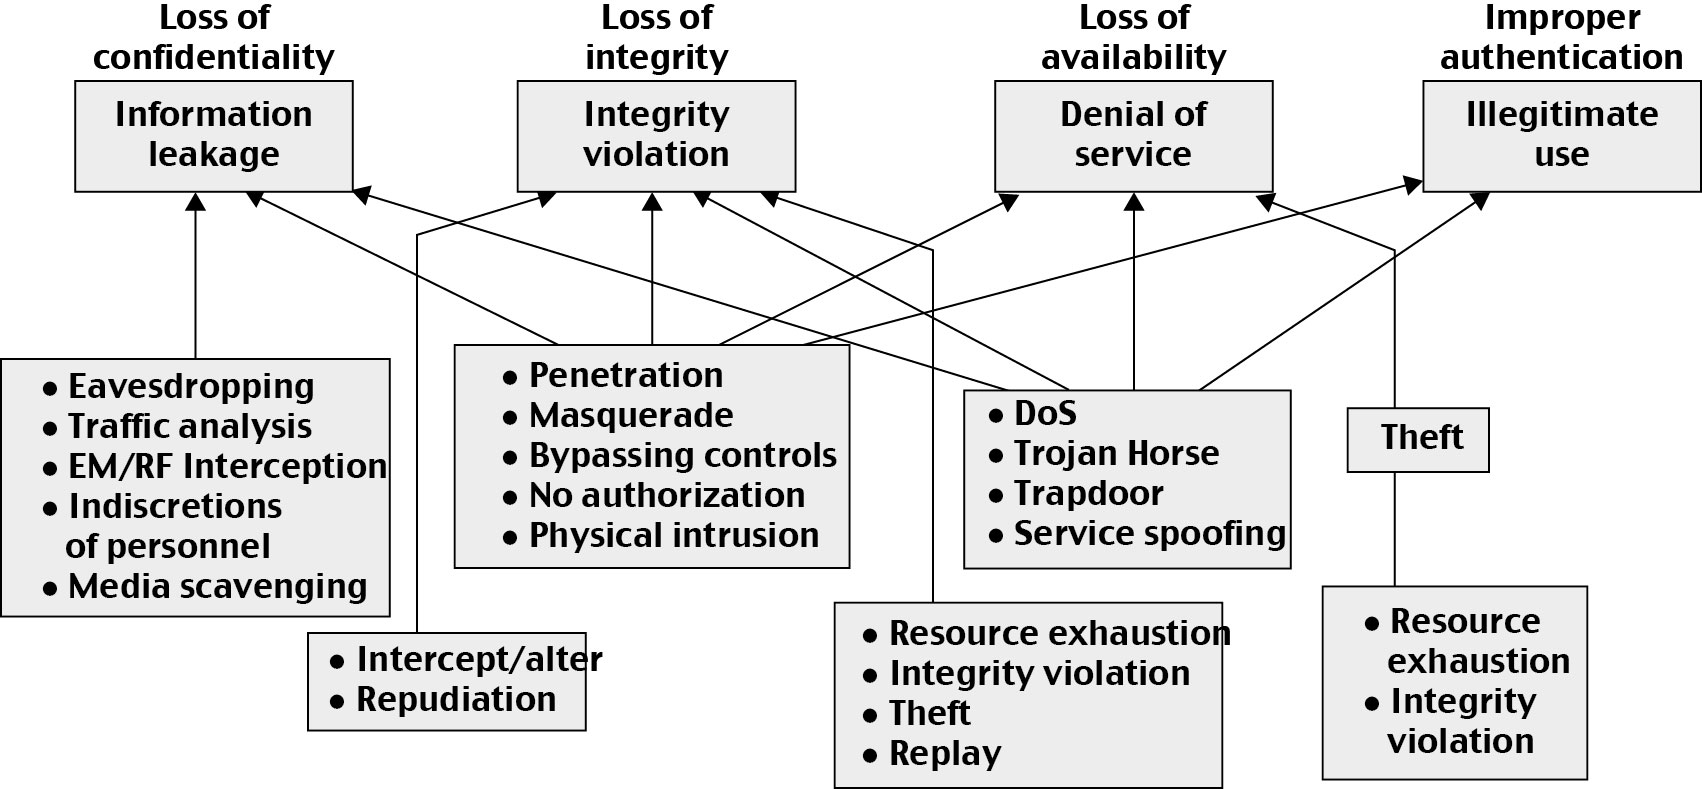 Loss of
confidentiality
Information
leakage
Loss of
integrity
Integrity
violation
Loss of
availability
Denial of
service
Improper
authentication
Illegitimate
use
● Eavesdropping
● Traffic analysis
● EM/RF Interception
● Indiscretions
of personnel
● Media scavenging
● Penetration
● Masquerade
● Bypassing controls
● No authorization
● Physical intrusion
● DoS
● Trojan Horse
● Trapdoor
● Service spoofing
Theft
● Intercept/alter
● Repudiation
● Resource exhaustion
● Integrity violation
● Theft
● Replay
● Resource
exhaustion
● Integrity
violation